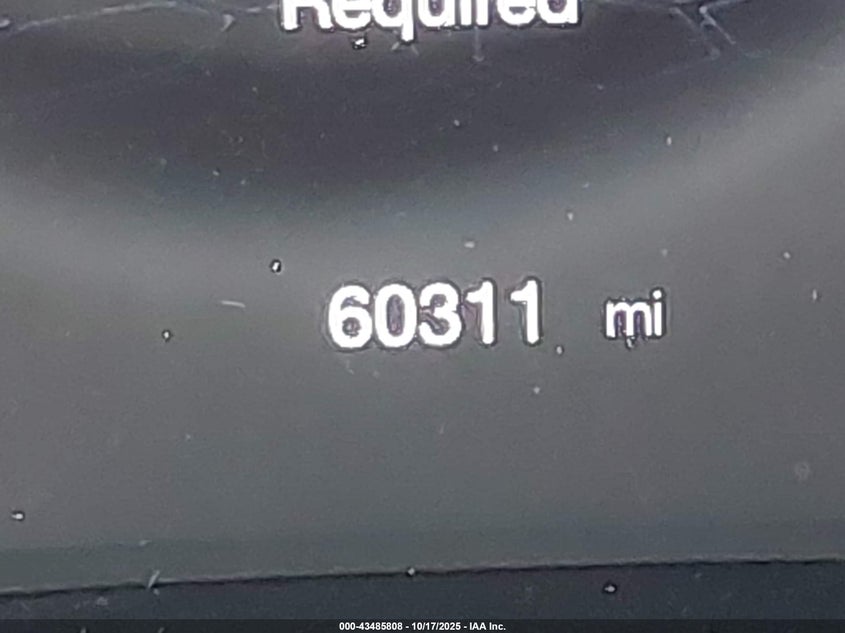 Required
60311 mi
000-43485808 - 10/17/2025 - IAA Inc.